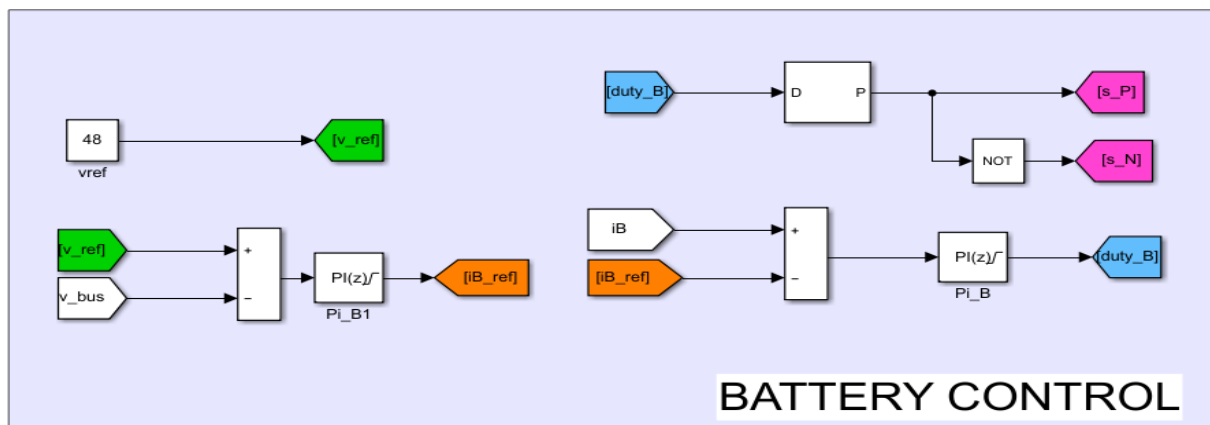 48
vref
[v_ref]
[v_ref]
v_bus
+
−
PI(z)
Pi_B1
[iB_ref]
[duty_B]
D
P
[s_P]
NOT
[s_N]
iB
[iB_ref]
+
−
PI(z)
Pi_B
[duty_B]
BATTERY CONTROL